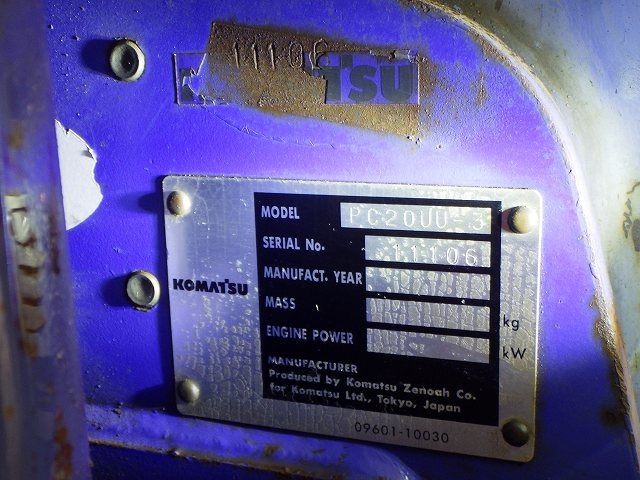 11106
TSU
MODEL PC20UU-3
SERIAL No. 11106
MANUFACT. YEAR
KOMATSU
MASS kg
ENGINE POWER kW
MANUFACTURER
Produced by Komatsu Zenoah Co.
for Komatsu Ltd., Tokyo, Japan
09601-10030